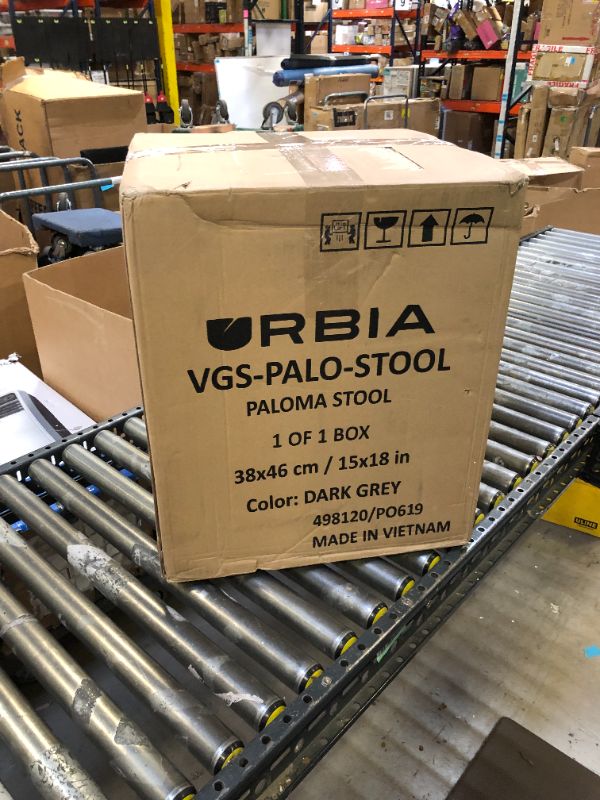 URBIA
VGS-PALO-STOOL
PALOMA STOOL
1 OF 1 BOX
38x46 cm / 15x18 in
Color: DARK GREY
498120/PO619
MADE IN VIETNAM
ULINE